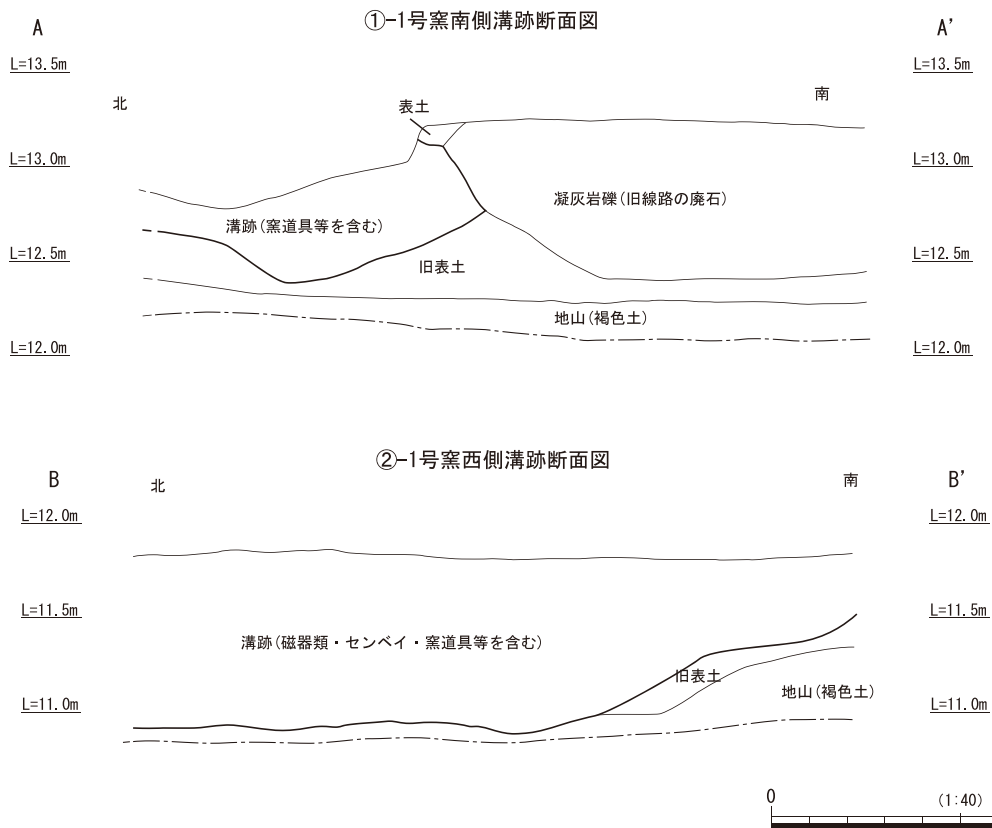 ①-1号窯南側溝跡断面図
A
A'
L=13.5m
L=13.5m
北
表土
南
L=13.0m
L=13.0m
凝灰岩礫(旧線路の廃石)
溝跡(窯道具等を含む)
L=12.5m
旧表土
L=12.5m
地山(褐色土)
L=12.0m
L=12.0m
②-1号窯西側溝跡断面図
B
北
南
B'
L=12.0m
L=12.0m
L=11.5m
L=11.5m
溝跡(磁器類・センベイ・窯道具等を含む)
旧表土
地山(褐色土)
L=11.0m
L=11.0m
0
(1:40)